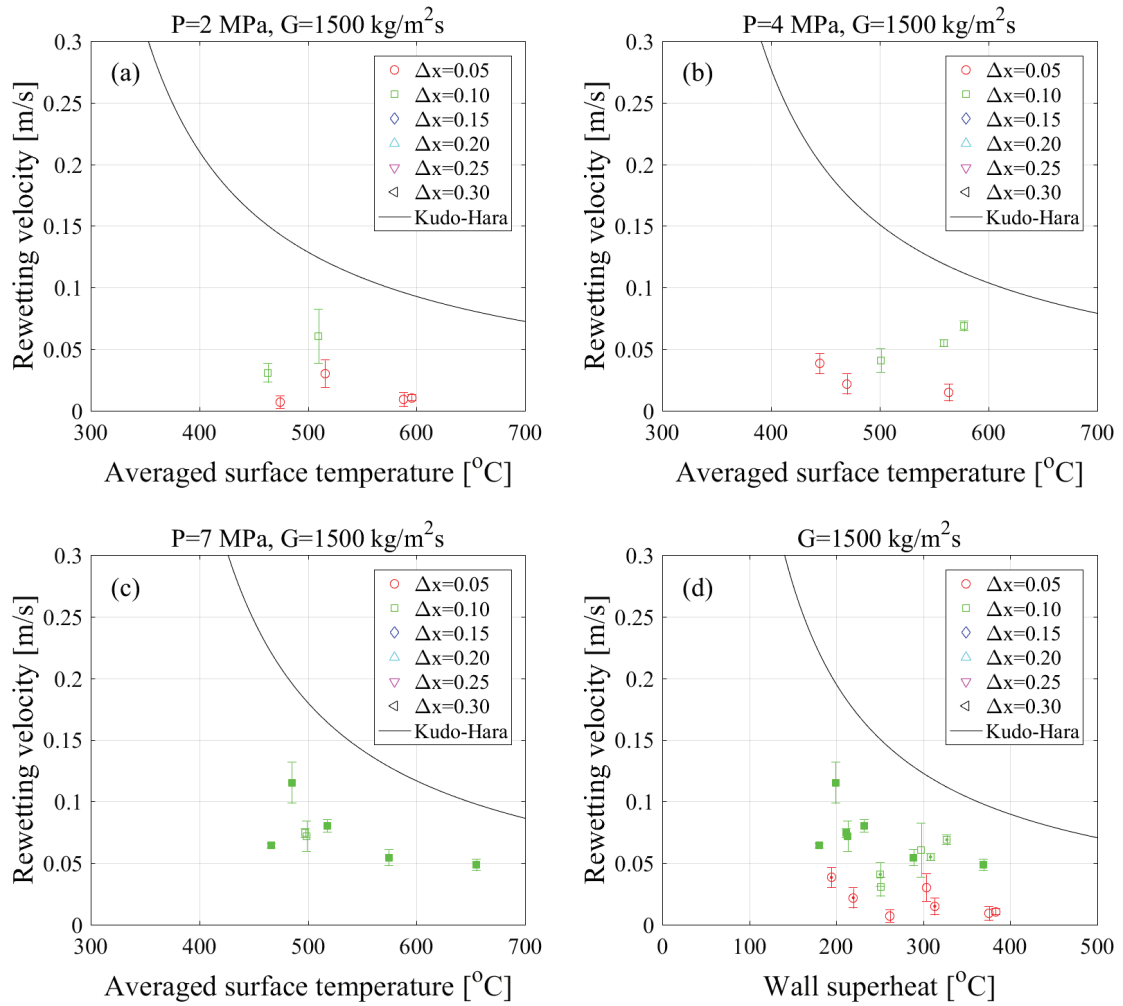 P=2 MPa, G=1500 kg/m²s
(a)
Δx=0.05
Δx=0.10
Δx=0.15
Δx=0.20
Δx=0.25
Δx=0.30
Kudo-Hara
Rewetting velocity [m/s]
0.3
0.25
0.2
0.15
0.1
0.05
0
300 400 500 600 700
Averaged surface temperature [°C]
P=4 MPa, G=1500 kg/m²s
(b)
Δx=0.05
Δx=0.10
Δx=0.15
Δx=0.20
Δx=0.25
Δx=0.30
Kudo-Hara
Rewetting velocity [m/s]
0.3
0.25
0.2
0.15
0.1
0.05
0
300 400 500 600 700
Averaged surface temperature [°C]
P=7 MPa, G=1500 kg/m²s
(c)
Δx=0.05
Δx=0.10
Δx=0.15
Δx=0.20
Δx=0.25
Δx=0.30
Kudo-Hara
Rewetting velocity [m/s]
0.3
0.25
0.2
0.15
0.1
0.05
0
300 400 500 600 700
Averaged surface temperature [°C]
G=1500 kg/m²s
(d)
Δx=0.05
Δx=0.10
Δx=0.15
Δx=0.20
Δx=0.25
Δx=0.30
Kudo-Hara
Rewetting velocity [m/s]
0.3
0.25
0.2
0.15
0.1
0.05
0
0 100 200 300 400 500
Wall superheat [°C]